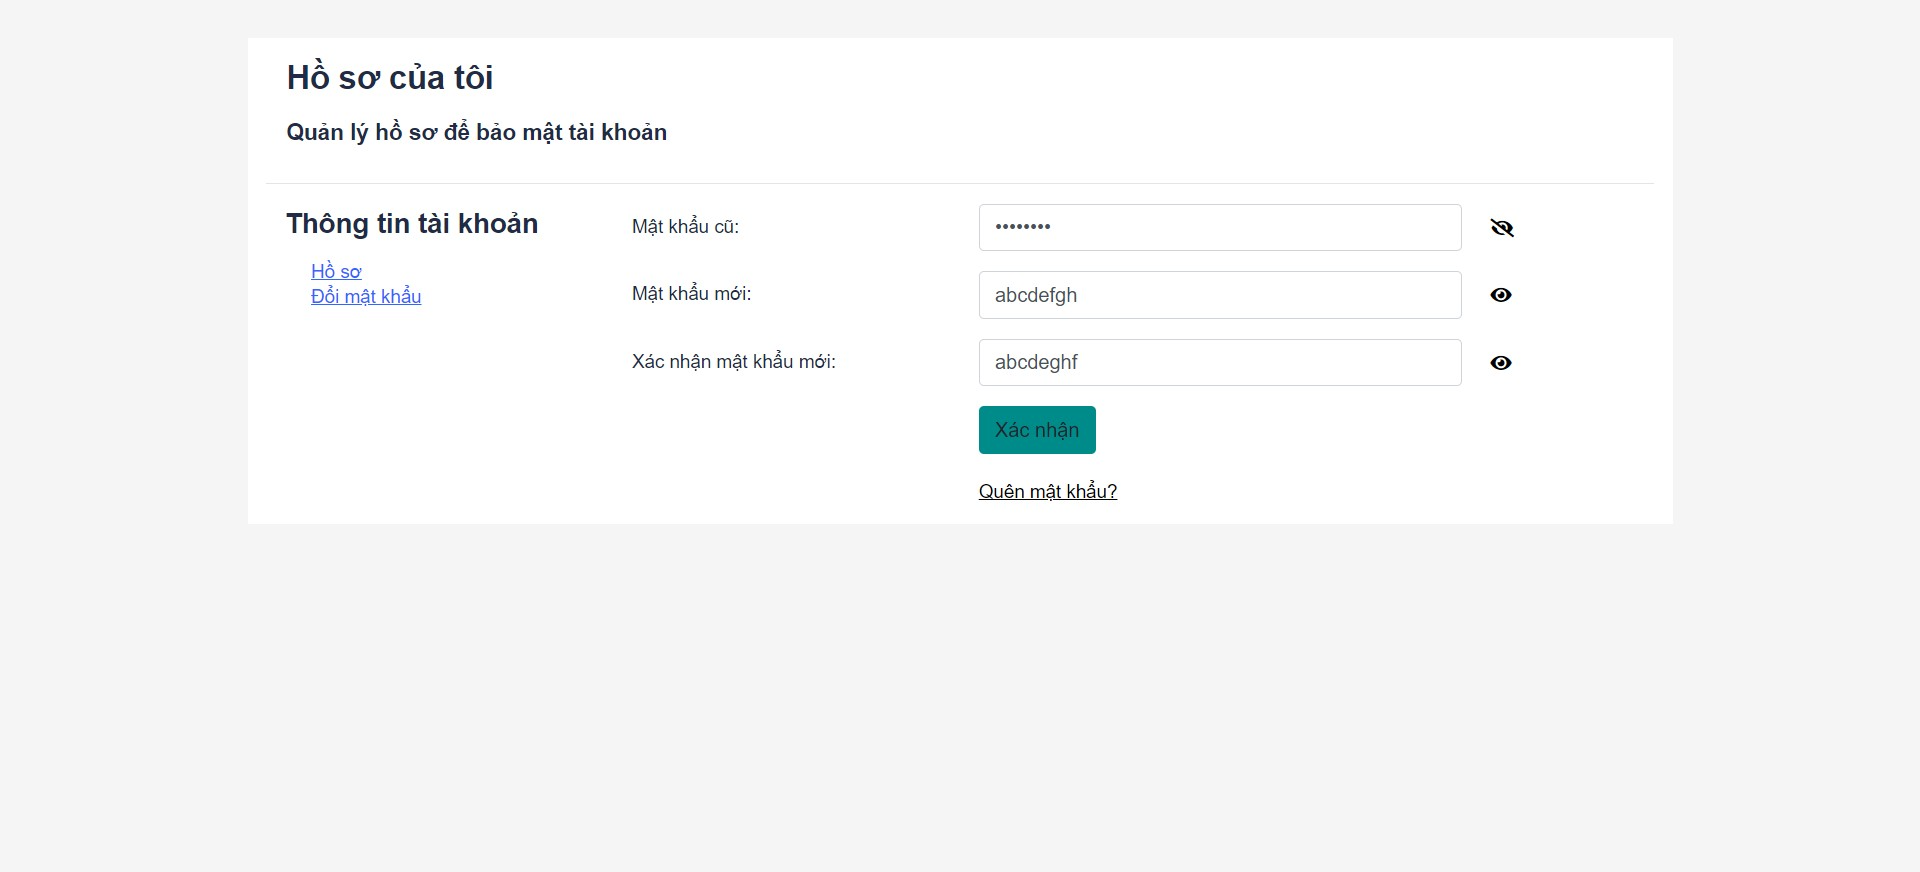 Hồ sơ của tôi
Quản lý hồ sơ để bảo mật tài khoản
Thông tin tài khoản
Hồ sơ
Đổi mật khẩu
Mật khẩu cũ:
••••••••
Mật khẩu mới:
abcdefgh
Xác nhận mật khẩu mới:
abcdeghf
Xác nhận
Quên mật khẩu?